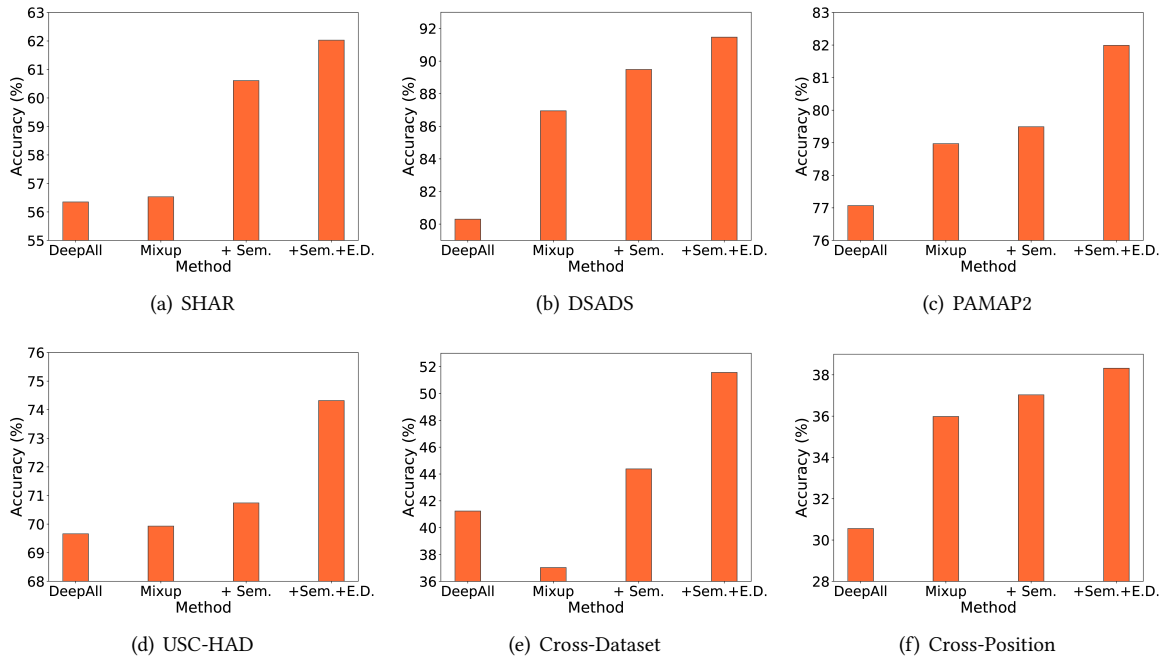 63
62
61
60
59
58
57
56
55
Accuracy (%)
DeepAll Mixup + Sem. +Sem.+E.D.
Method
(a) SHAR
92
90
88
86
84
82
80
Accuracy (%)
DeepAll Mixup + Sem. +Sem.+E.D.
Method
(b) DSADS
83
82
81
80
79
78
77
76
Accuracy (%)
DeepAll Mixup + Sem. +Sem.+E.D.
Method
(c) PAMAP2
76
75
74
73
72
71
70
69
68
Accuracy (%)
DeepAll Mixup + Sem. +Sem.+E.D.
Method
(d) USC-HAD
52
50
48
46
44
42
40
38
36
Accuracy (%)
DeepAll Mixup + Sem. +Sem.+E.D.
Method
(e) Cross-Dataset
38
36
34
32
30
28
Accuracy (%)
DeepAll Mixup + Sem. +Sem.+E.D.
Method
(f) Cross-Position